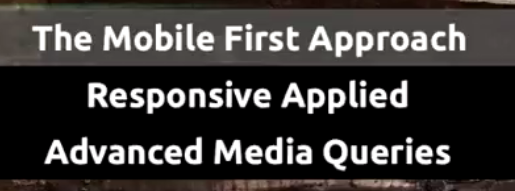 The Mobile First Approach
Responsive Applied
Advanced Media Queries